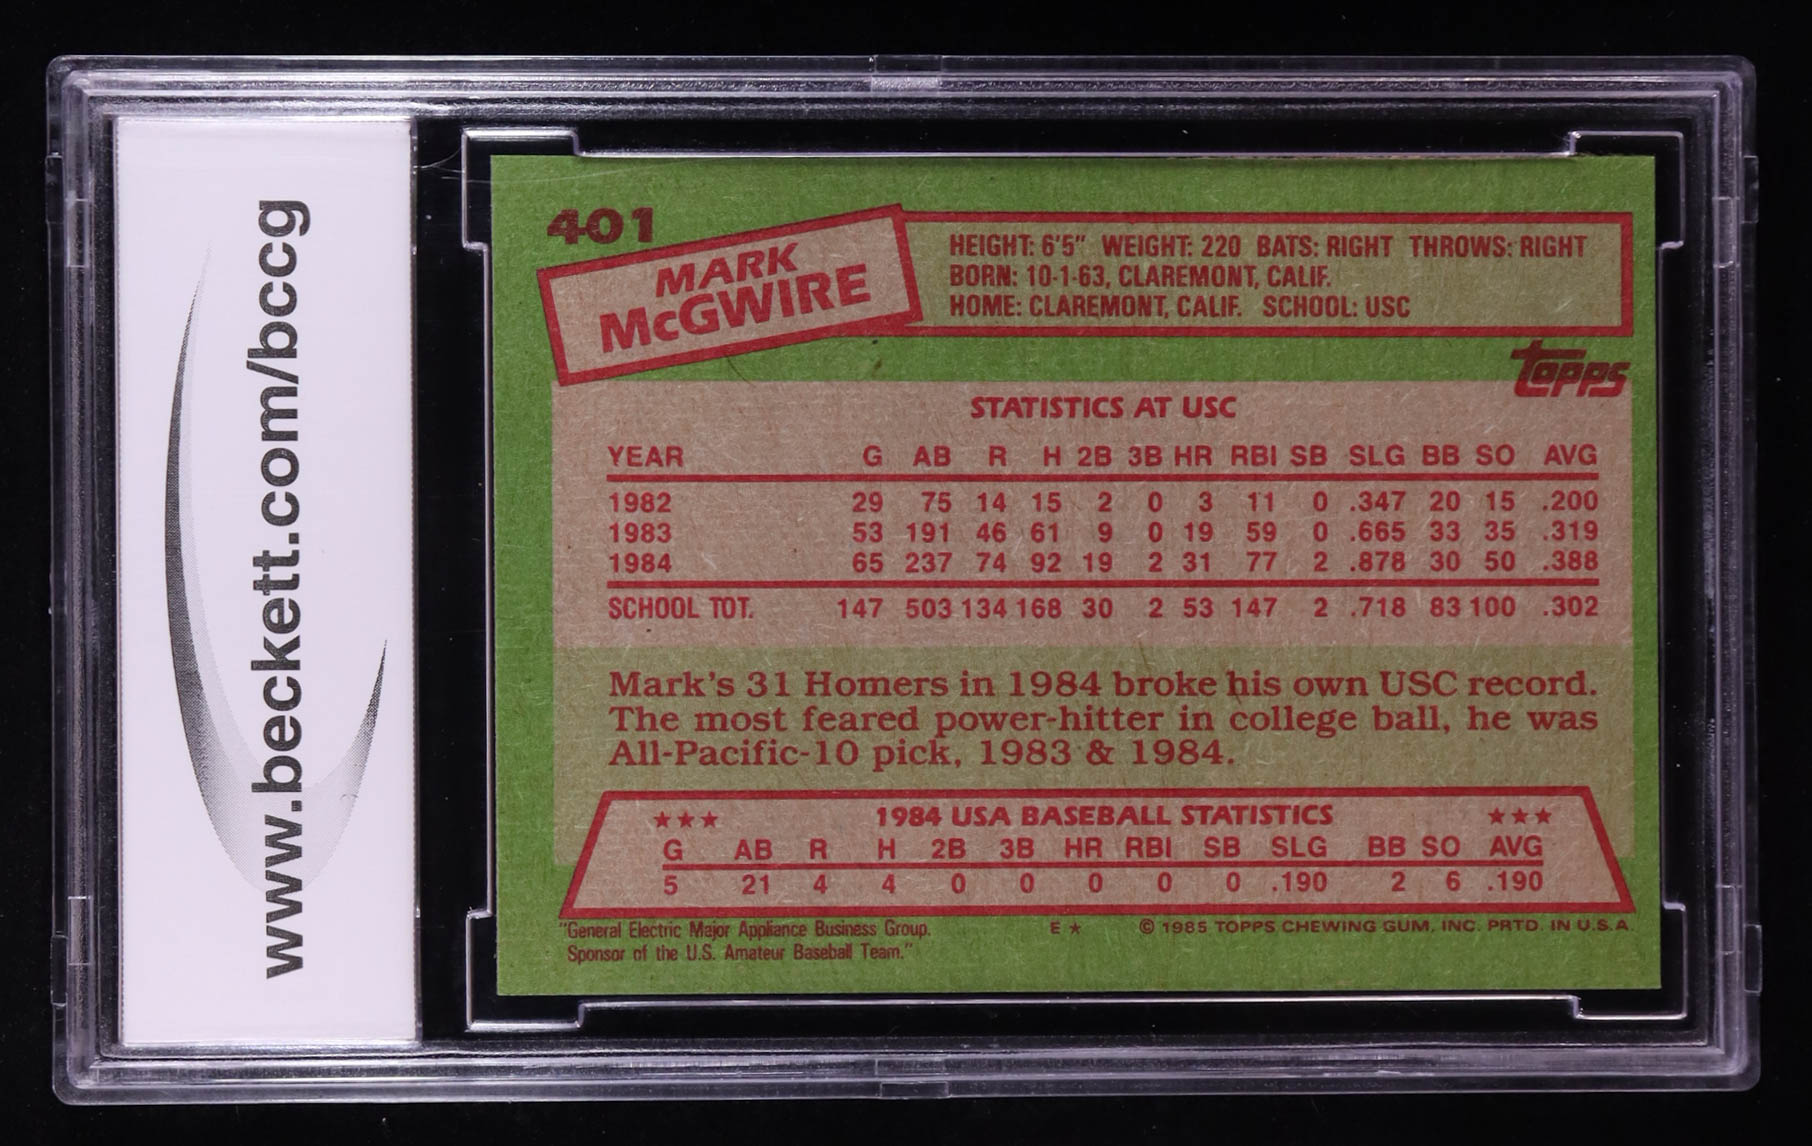 www.beckett.com/bccg
401
MARK
McGWIRE
HEIGHT: 6'5" WEIGHT: 220 BATS: RIGHT THROWS: RIGHT
BORN: 10-1-63, CLAREMONT, CALIF.
HOME: CLAREMONT, CALIF. SCHOOL: USC
topps
STATISTICS AT USC
YEAR G AB R H 2B 3B HR RBI SB SLG BB SO AVG
1982 29 75 14 15 2 0 3 11 0 .347 20 15 .200
1983 53 191 46 61 9 0 19 59 0 .665 33 35 .319
1984 65 237 74 92 19 2 31 77 2 .878 30 50 .388
SCHOOL TOT. 147 503 134 168 30 2 53 147 2 .718 83 100 .302
Mark's 31 Homers in 1984 broke his own USC record.
The most feared power-hitter in college ball, he was
All-Pacific-10 pick, 1983 & 1984.
★★★ 1984 USA BASEBALL STATISTICS ★★★
G AB R H 2B 3B HR RBI SB SLG BB SO AVG
5 21 4 4 0 0 0 0 0 .190 2 6 .190
"General Electric Major Appliance Business Group.
Sponsor of the U.S. Amateur Baseball Team."
E ★ © 1985 TOPPS CHEWING GUM, INC. PRTD. IN U.S.A.